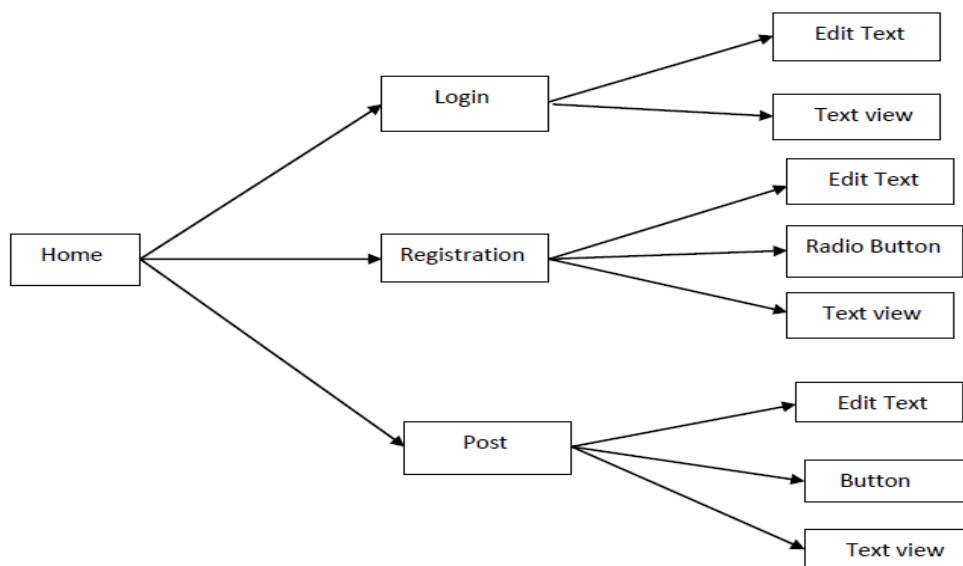 Edit Text
Login
Text view
Edit Text
Home
Registration
Radio Button
Text view
Edit Text
Post
Button
Text view